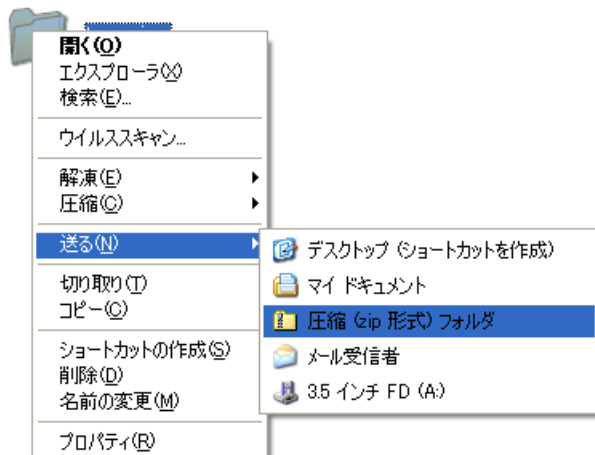 開く(O)
エクスプローラ(X)
検索(E)...
ウイルススキャン...
解凍(E)
圧縮(C)
送る(N)
デスクトップ (ショートカットを作成)
マイ ドキュメント
圧縮 (zip 形式) フォルダ
メール受信者
3.5 インチ FD (A:)
切り取り(T)
コピー(C)
ショートカットの作成(S)
削除(D)
名前の変更(M)
プロパティ(R)